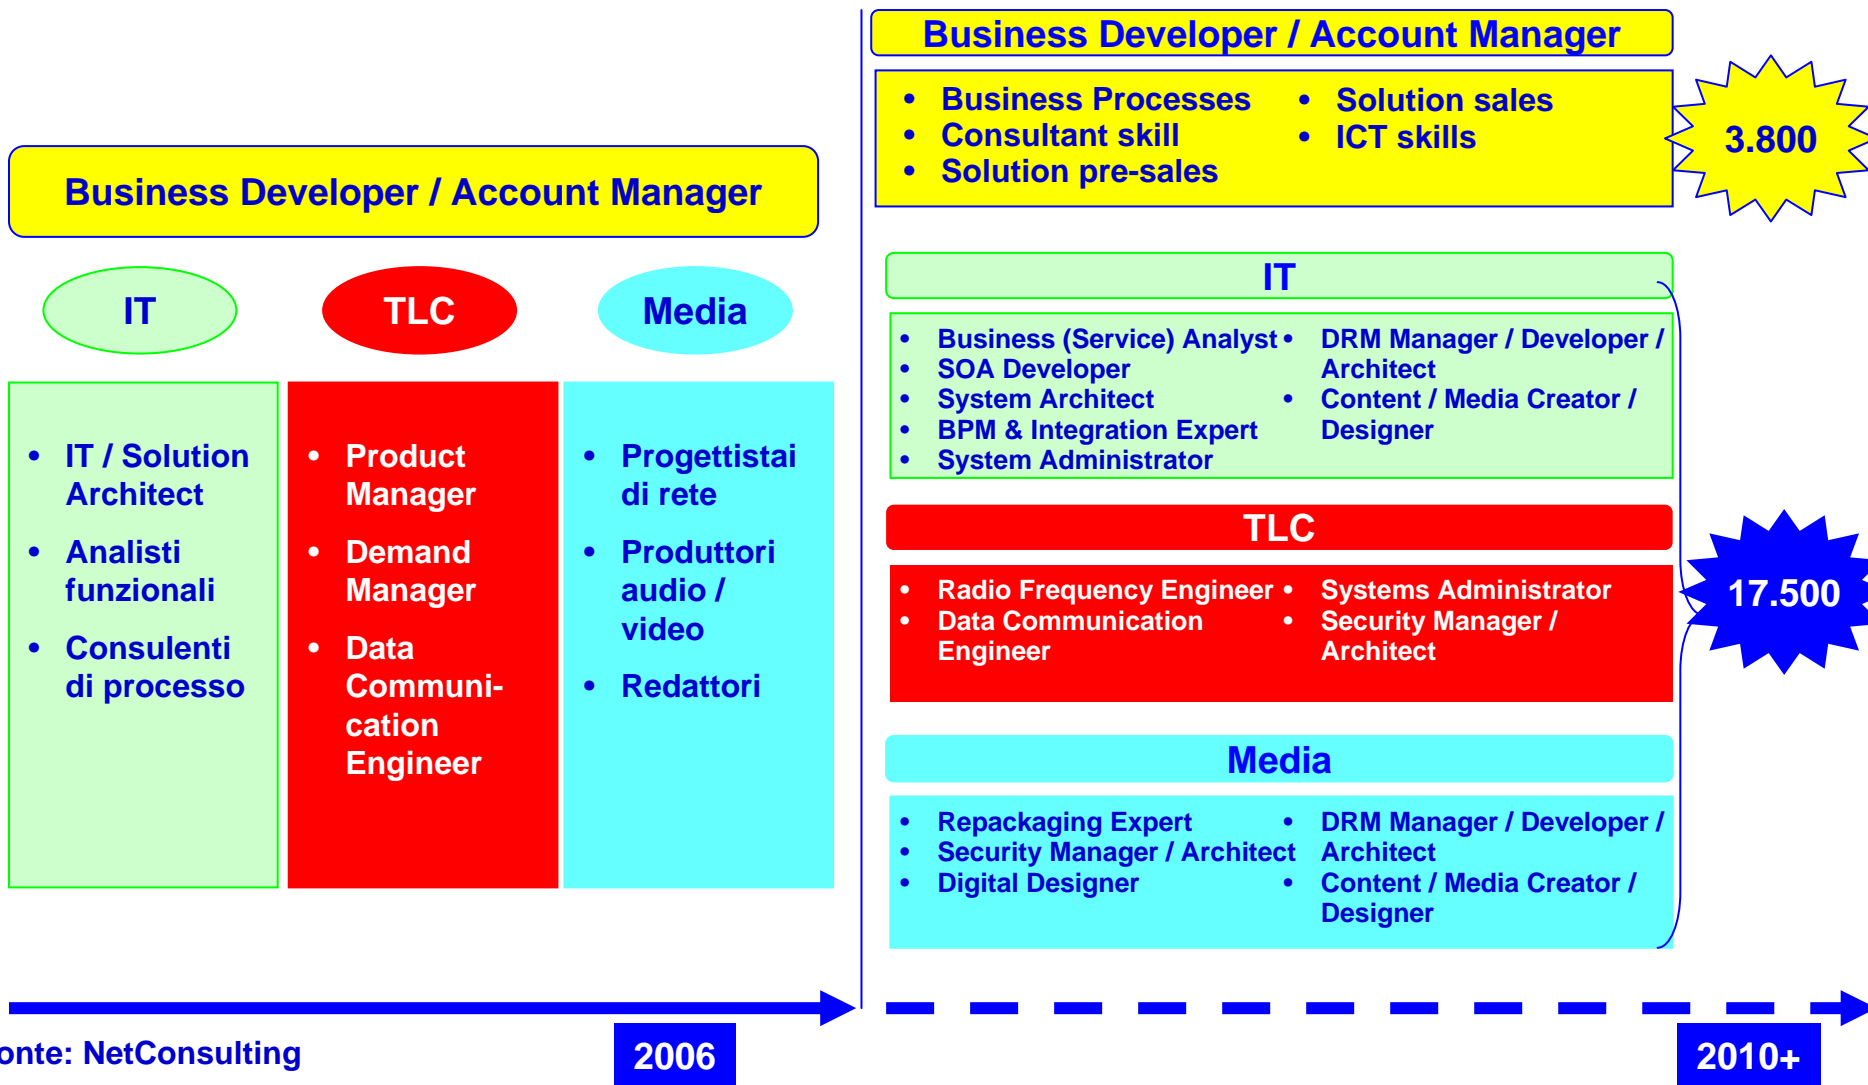 Business Developer / Account Manager
IT
• IT / Solution
Architect
• Analisti
funzionali
• Consulenti
di processo
TLC
• Product
Manager
• Demand
Manager
• Data
Communi-
cation
Engineer
Media
• Progettistai
di rete
• Produttori
audio /
video
• Redattori
Business Developer / Account Manager
• Business Processes
• Consultant skill
• Solution pre-sales
• Solution sales
• ICT skills
3.800
IT
• Business (Service) Analyst
• SOA Developer
• System Architect
• BPM & Integration Expert
• System Administrator
• DRM Manager / Developer /
Architect
• Content / Media Creator /
Designer
TLC
• Radio Frequency Engineer
• Data Communication
Engineer
• Systems Administrator
• Security Manager /
Architect
17.500
Media
• Repackaging Expert
• Security Manager / Architect
• Digital Designer
• DRM Manager / Developer /
Architect
• Content / Media Creator /
Designer
onte: NetConsulting
2006
2010+